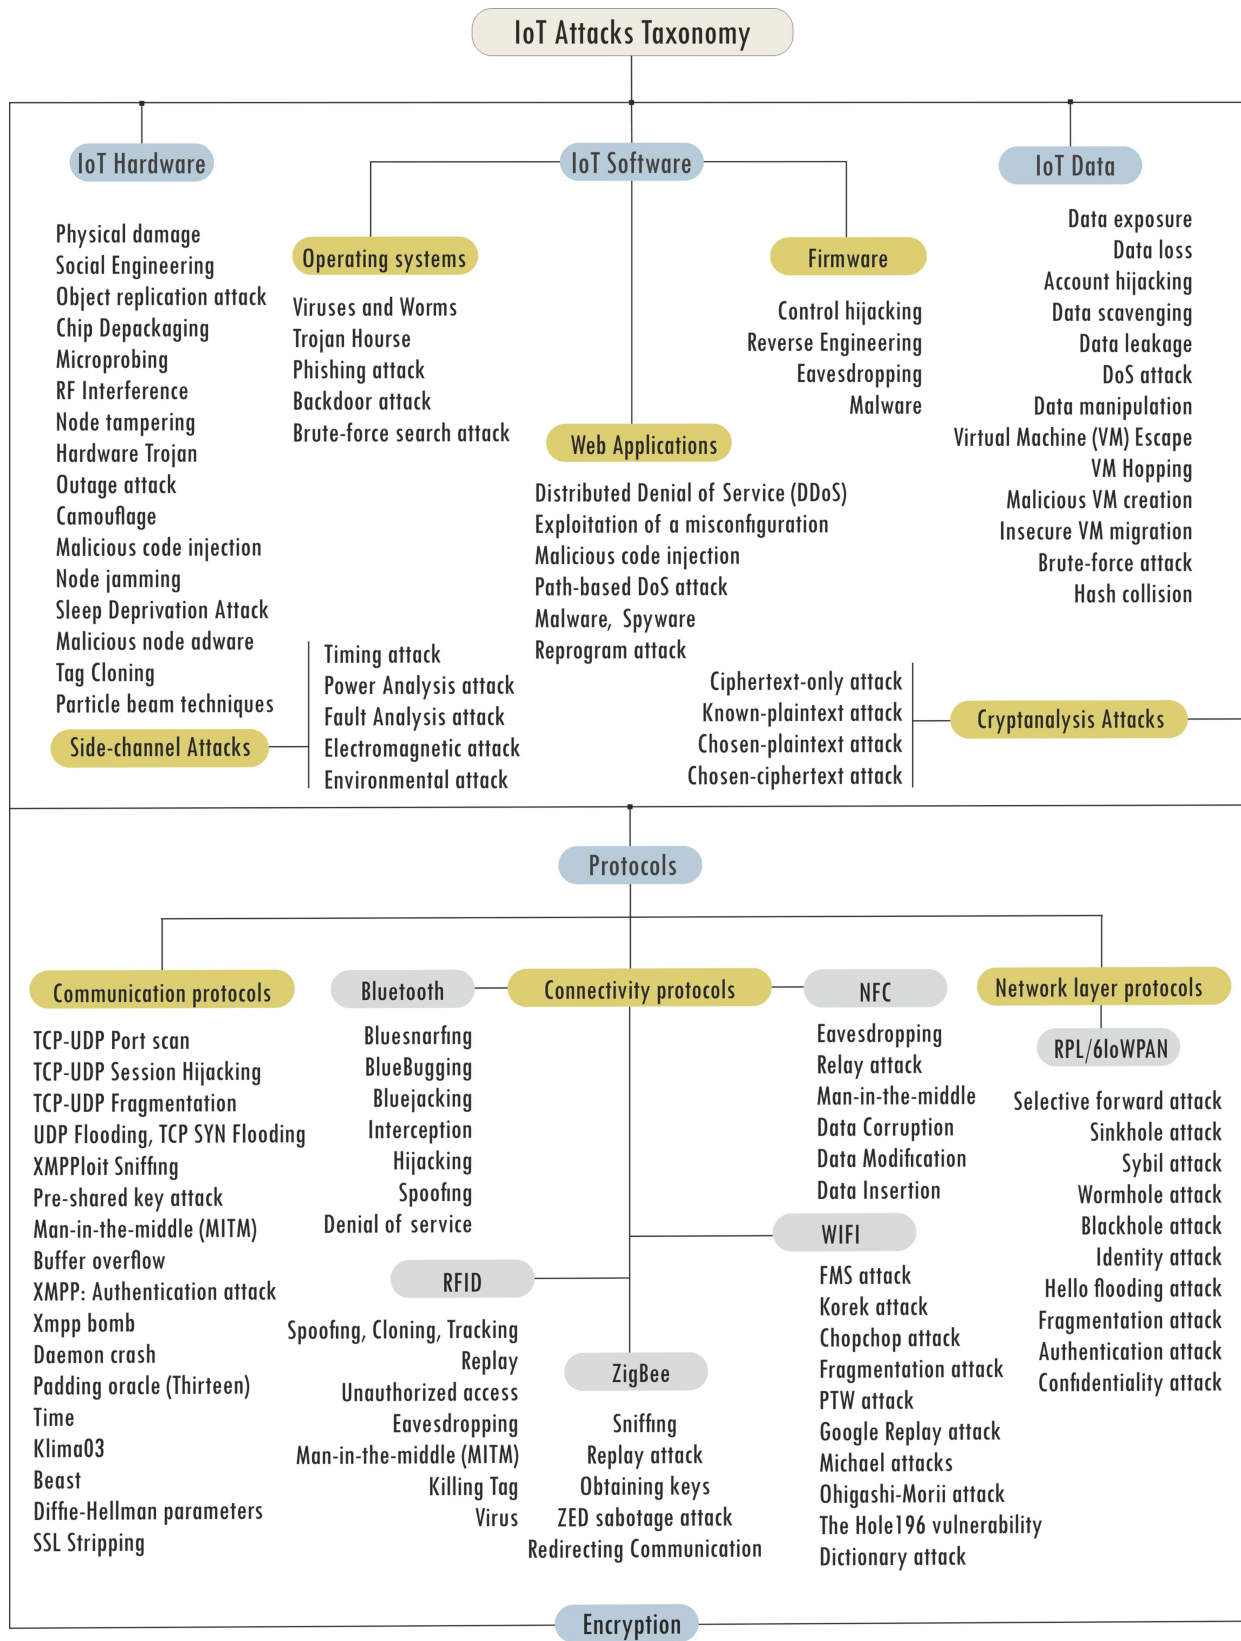 IoT Attacks Taxonomy
IoT Hardware
Physical damage
Social Engineering
Object replication attack
Chip Depackaging
Microprobing
RF Interference
Node tampering
Hardware Trojan
Outage attack
Camouflage
Malicious code injection
Node jamming
Sleep Deprivation Attack
Malicious node adware
Tag Cloning
Particle beam techniques
Side-channel Attacks
Timing attack
Power Analysis attack
Fault Analysis attack
Electromagnetic attack
Environmental attack
IoT Software
Operating systems
Viruses and Worms
Trojan Hourse
Phishing attack
Backdoor attack
Brute-force search attack
Web Applications
Distributed Denial of Service (DDoS)
Exploitation of a misconfiguration
Malicious code injection
Path-based DoS attack
Malware, Spyware
Reprogram attack
Firmware
Control hijacking
Reverse Engineering
Eavesdropping
Malware
IoT Data
Data exposure
Data loss
Account hijacking
Data scavenging
Data leakage
DoS attack
Data manipulation
Virtual Machine (VM) Escape
VM Hopping
Malicious VM creation
Insecure VM migration
Brute-force attack
Hash collision
Cryptanalysis Attacks
Ciphertext-only attack
Known-plaintext attack
Chosen-plaintext attack
Chosen-ciphertext attack
Protocols
Communication protocols
TCP-UDP Port scan
TCP-UDP Session Hijacking
TCP-UDP Fragmentation
UDP Flooding, TCP SYN Flooding
XMPPloit Sniffing
Pre-shared key attack
Man-in-the-middle (MITM)
Buffer overflow
XMPP: Authentication attack
Xmpp bomb
Daemon crash
Padding oracle (Thirteen)
Time
Klima03
Beast
Diffie-Hellman parameters
SSL Stripping
Connectivity protocols
Bluetooth
Bluesnarfing
BlueBugging
Bluejacking
Interception
Hijacking
Spoofing
Denial of service
RFID
Spoofing, Cloning, Tracking
Replay
Unauthorized access
Eavesdropping
Man-in-the-middle (MITM)
Killing Tag
Virus
ZigBee
Sniffing
Replay attack
Obtaining keys
ZED sabotage attack
Redirecting Communication
NFC
Eavesdropping
Relay attack
Man-in-the-middle
Data Corruption
Data Modification
Data Insertion
WIFI
FMS attack
Korek attack
Chopchop attack
Fragmentation attack
PTW attack
Google Replay attack
Michael attacks
Ohigashi-Morii attack
The Hole196 vulnerability
Dictionary attack
Network layer protocols
RPL/6loWPAN
Selective forward attack
Sinkhole attack
Sybil attack
Wormhole attack
Blackhole attack
Identity attack
Hello flooding attack
Fragmentation attack
Authentication attack
Confidentiality attack
Encryption